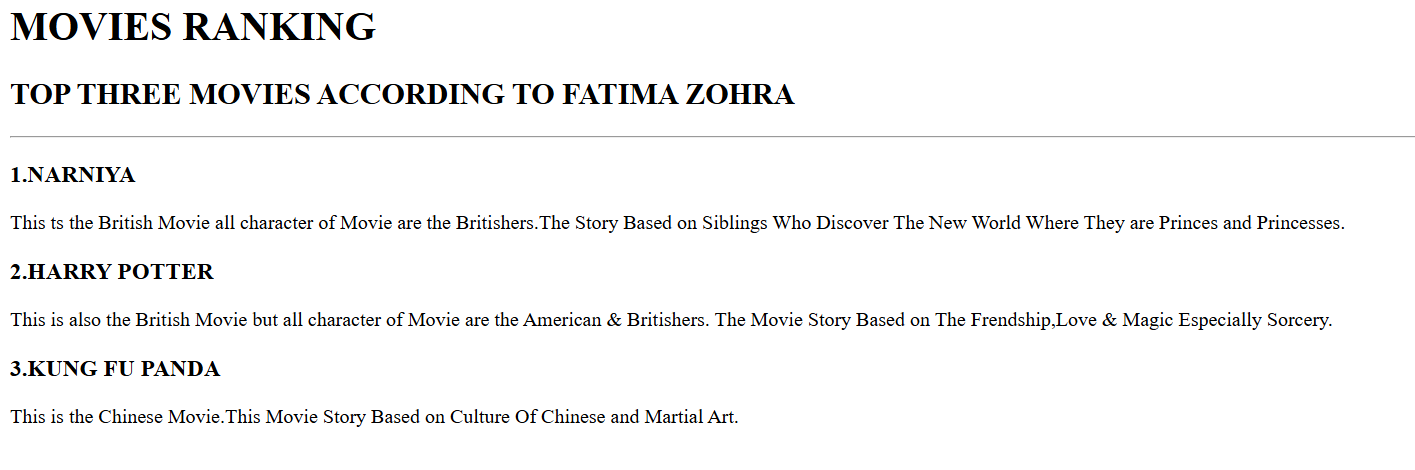 MOVIES RANKING
TOP THREE MOVIES ACCORDING TO FATIMA ZOHRA
1.NARNIYA
This ts the British Movie all character of Movie are the Britishers.The Story Based on Siblings Who Discover The New World Where They are Princes and Princesses.
2.HARRY POTTER
This is also the British Movie but all character of Movie are the American & Britishers. The Movie Story Based on The Frendship,Love & Magic Especially Sorcery.
3.KUNG FU PANDA
This is the Chinese Movie.This Movie Story Based on Culture Of Chinese and Martial Art.